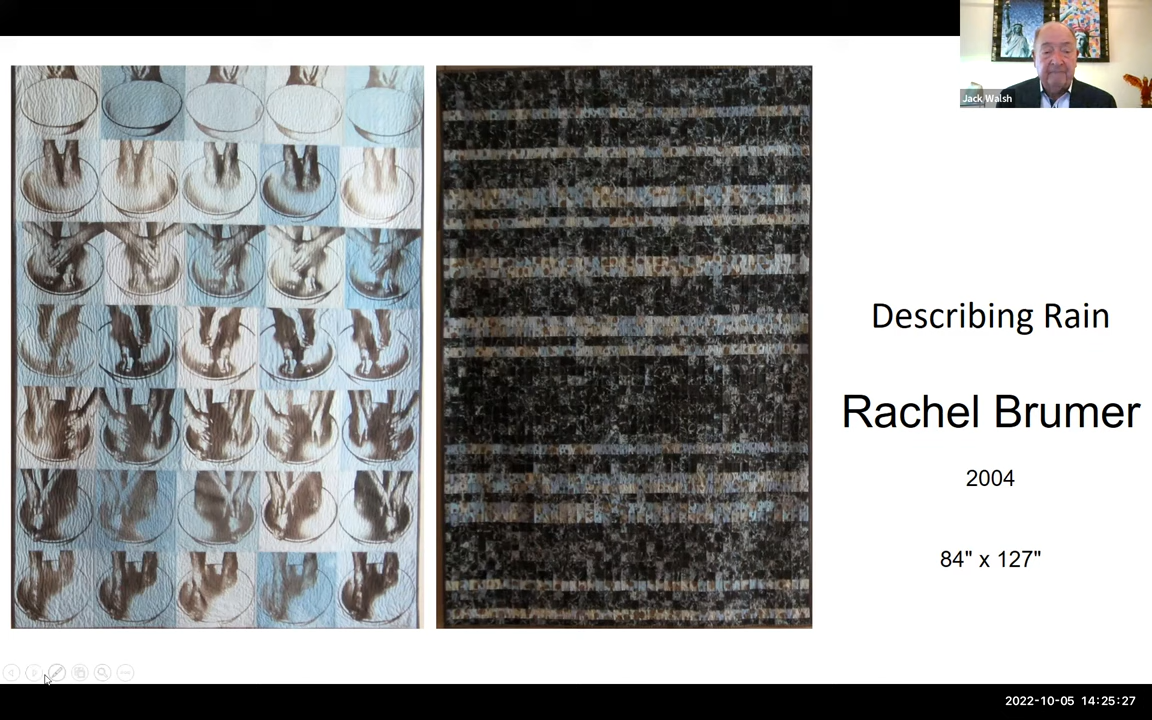 Jack Walsh
Describing Rain
Rachel Brumer
2004
84" x 127"
2022-10-05 14:25:27